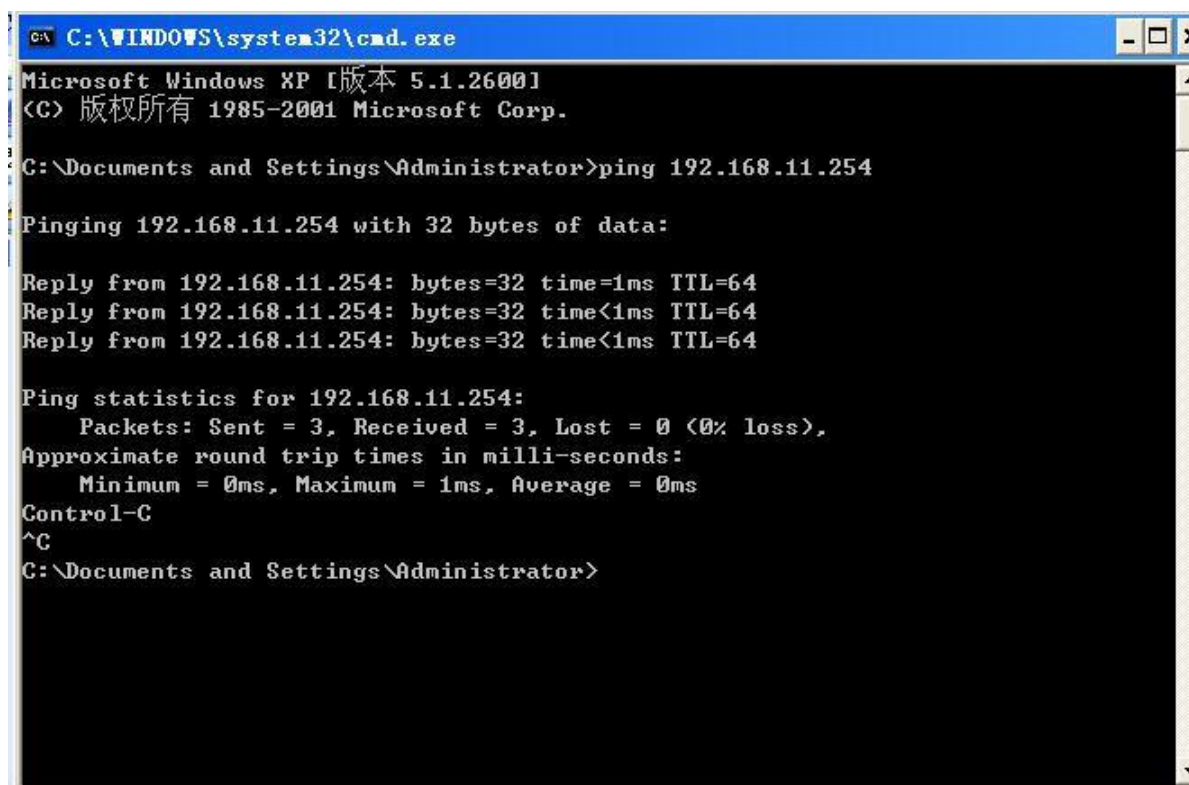 C:\WINDOWS\system32\cmd.exe
Microsoft Windows XP [版本 5.1.2600]
(C) 版权所有 1985-2001 Microsoft Corp.
C:\Documents and Settings\Administrator>ping 192.168.11.254
Pinging 192.168.11.254 with 32 bytes of data:
Reply from 192.168.11.254: bytes=32 time=1ms TTL=64
Reply from 192.168.11.254: bytes=32 time<1ms TTL=64
Reply from 192.168.11.254: bytes=32 time<1ms TTL=64
Ping statistics for 192.168.11.254:
    Packets: Sent = 3, Received = 3, Lost = 0 (0% loss),
Approximate round trip times in milli-seconds:
    Minimum = 0ms, Maximum = 1ms, Average = 0ms
Control-C
^C
C:\Documents and Settings\Administrator>